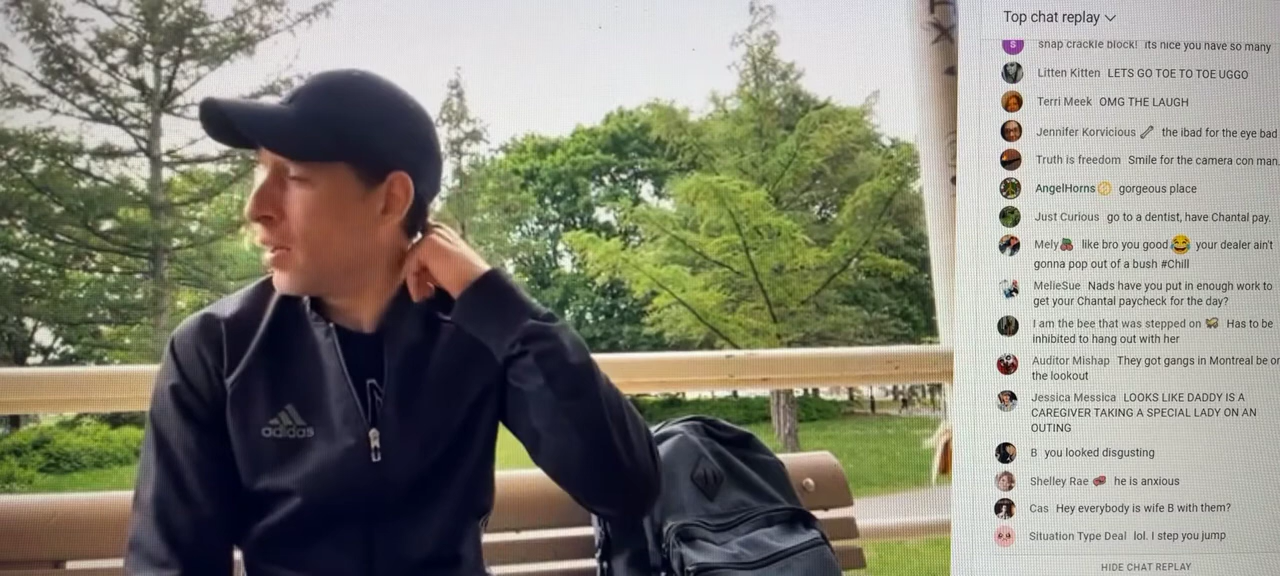 adidas
Top chat replay
S snap crackle block! its nice you have so many
Litten Kitten LETS GO TOE TO TOE UGGO
Terri Meek OMG THE LAUGH
Jennifer Korvicious the ibad for the eye bad
Truth is freedom Smile for the camera con man.
AngelHorns gorgeous place
Just Curious go to a dentist, have Chantal pay.
Mely🍒 like bro you good😂 your dealer ain't
gonna pop out of a bush #Chill
MelieSue Nads have you put in enough work to
get your Chantal paycheck for the day?
I am the bee that was stepped on 🐝 Has to be
inhibited to hang out with her
Auditor Mishap They got gangs in Montreal be on
the lookout
Jessica Messica LOOKS LIKE DADDY IS A
CAREGIVER TAKING A SPECIAL LADY ON AN
OUTING
B you looked disgusting
Shelley Rae he is anxious
Cas Hey everybody is wife B with them?
Situation Type Deal lol. I step you jump
HIDE CHAT REPLAY